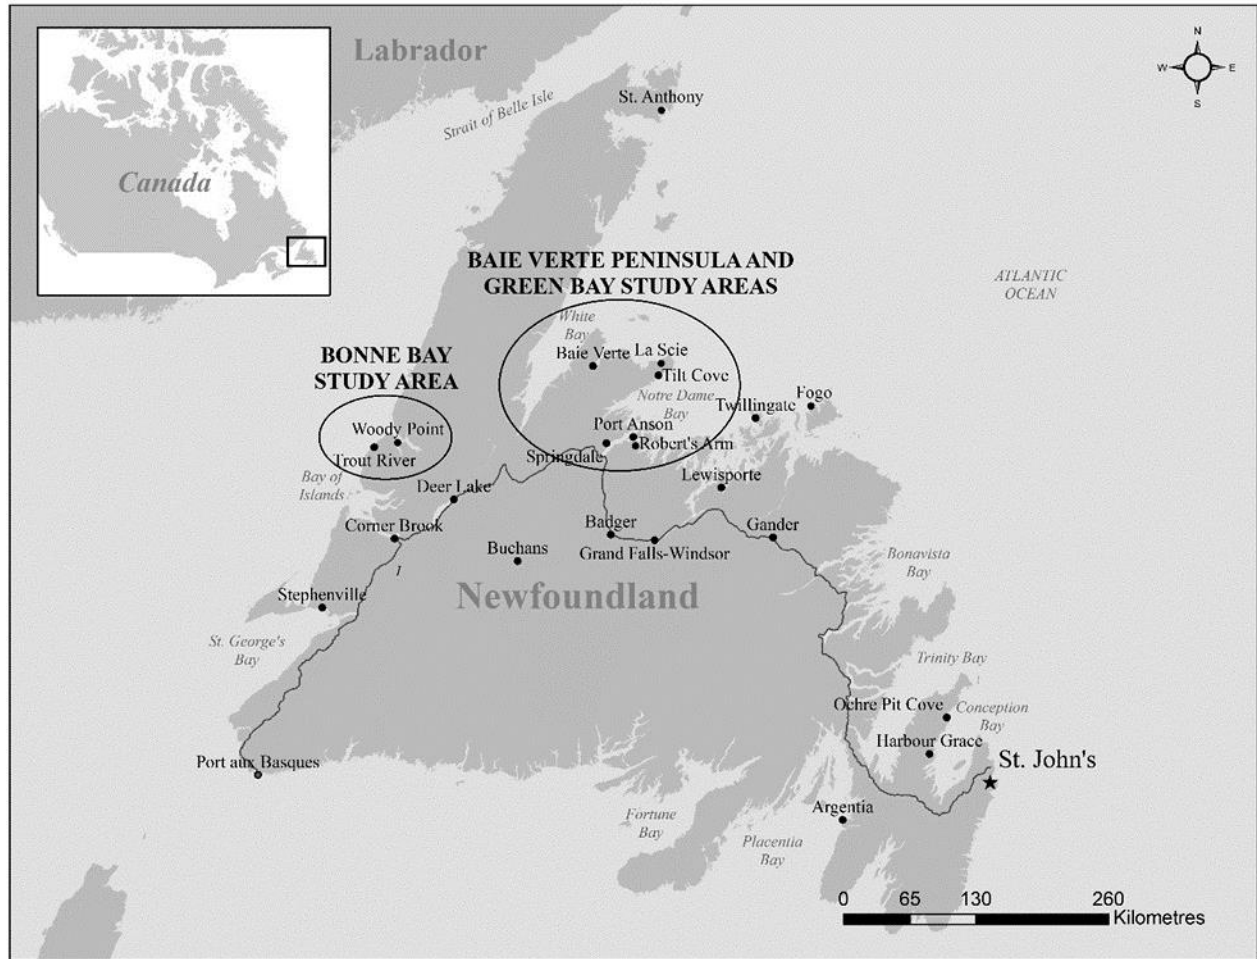 Labrador
N
W
E
S
St. Anthony
Strait of Belle Isle
Canada
BAIE VERTE PENINSULA AND
GREEN BAY STUDY AREAS
ATLANTIC
OCEAN
White
Bay
BONNE BAY
STUDY AREA
Baie Verte
La Scie
Tilt Cove
Notre Dame
Bay
Twillingate
Fogo
Woody Point
Trout River
Port Anson
Robert's Arm
Springdale
Bay of
Islands
Deer Lake
Lewisporte
Corner Brook
Badger
Gander
Buchans
Grand Falls-Windsor
1
Bonavista
Bay
Stephenville
Newfoundland
St. George's
Bay
Trinity Bay
Ochre Pit Cove
Conception
Bay
Harbour Grace
St. John's
Port aux Basques
Argentia
Fortune
Bay
Placentia
Bay
0
65
130
260
Kilometres